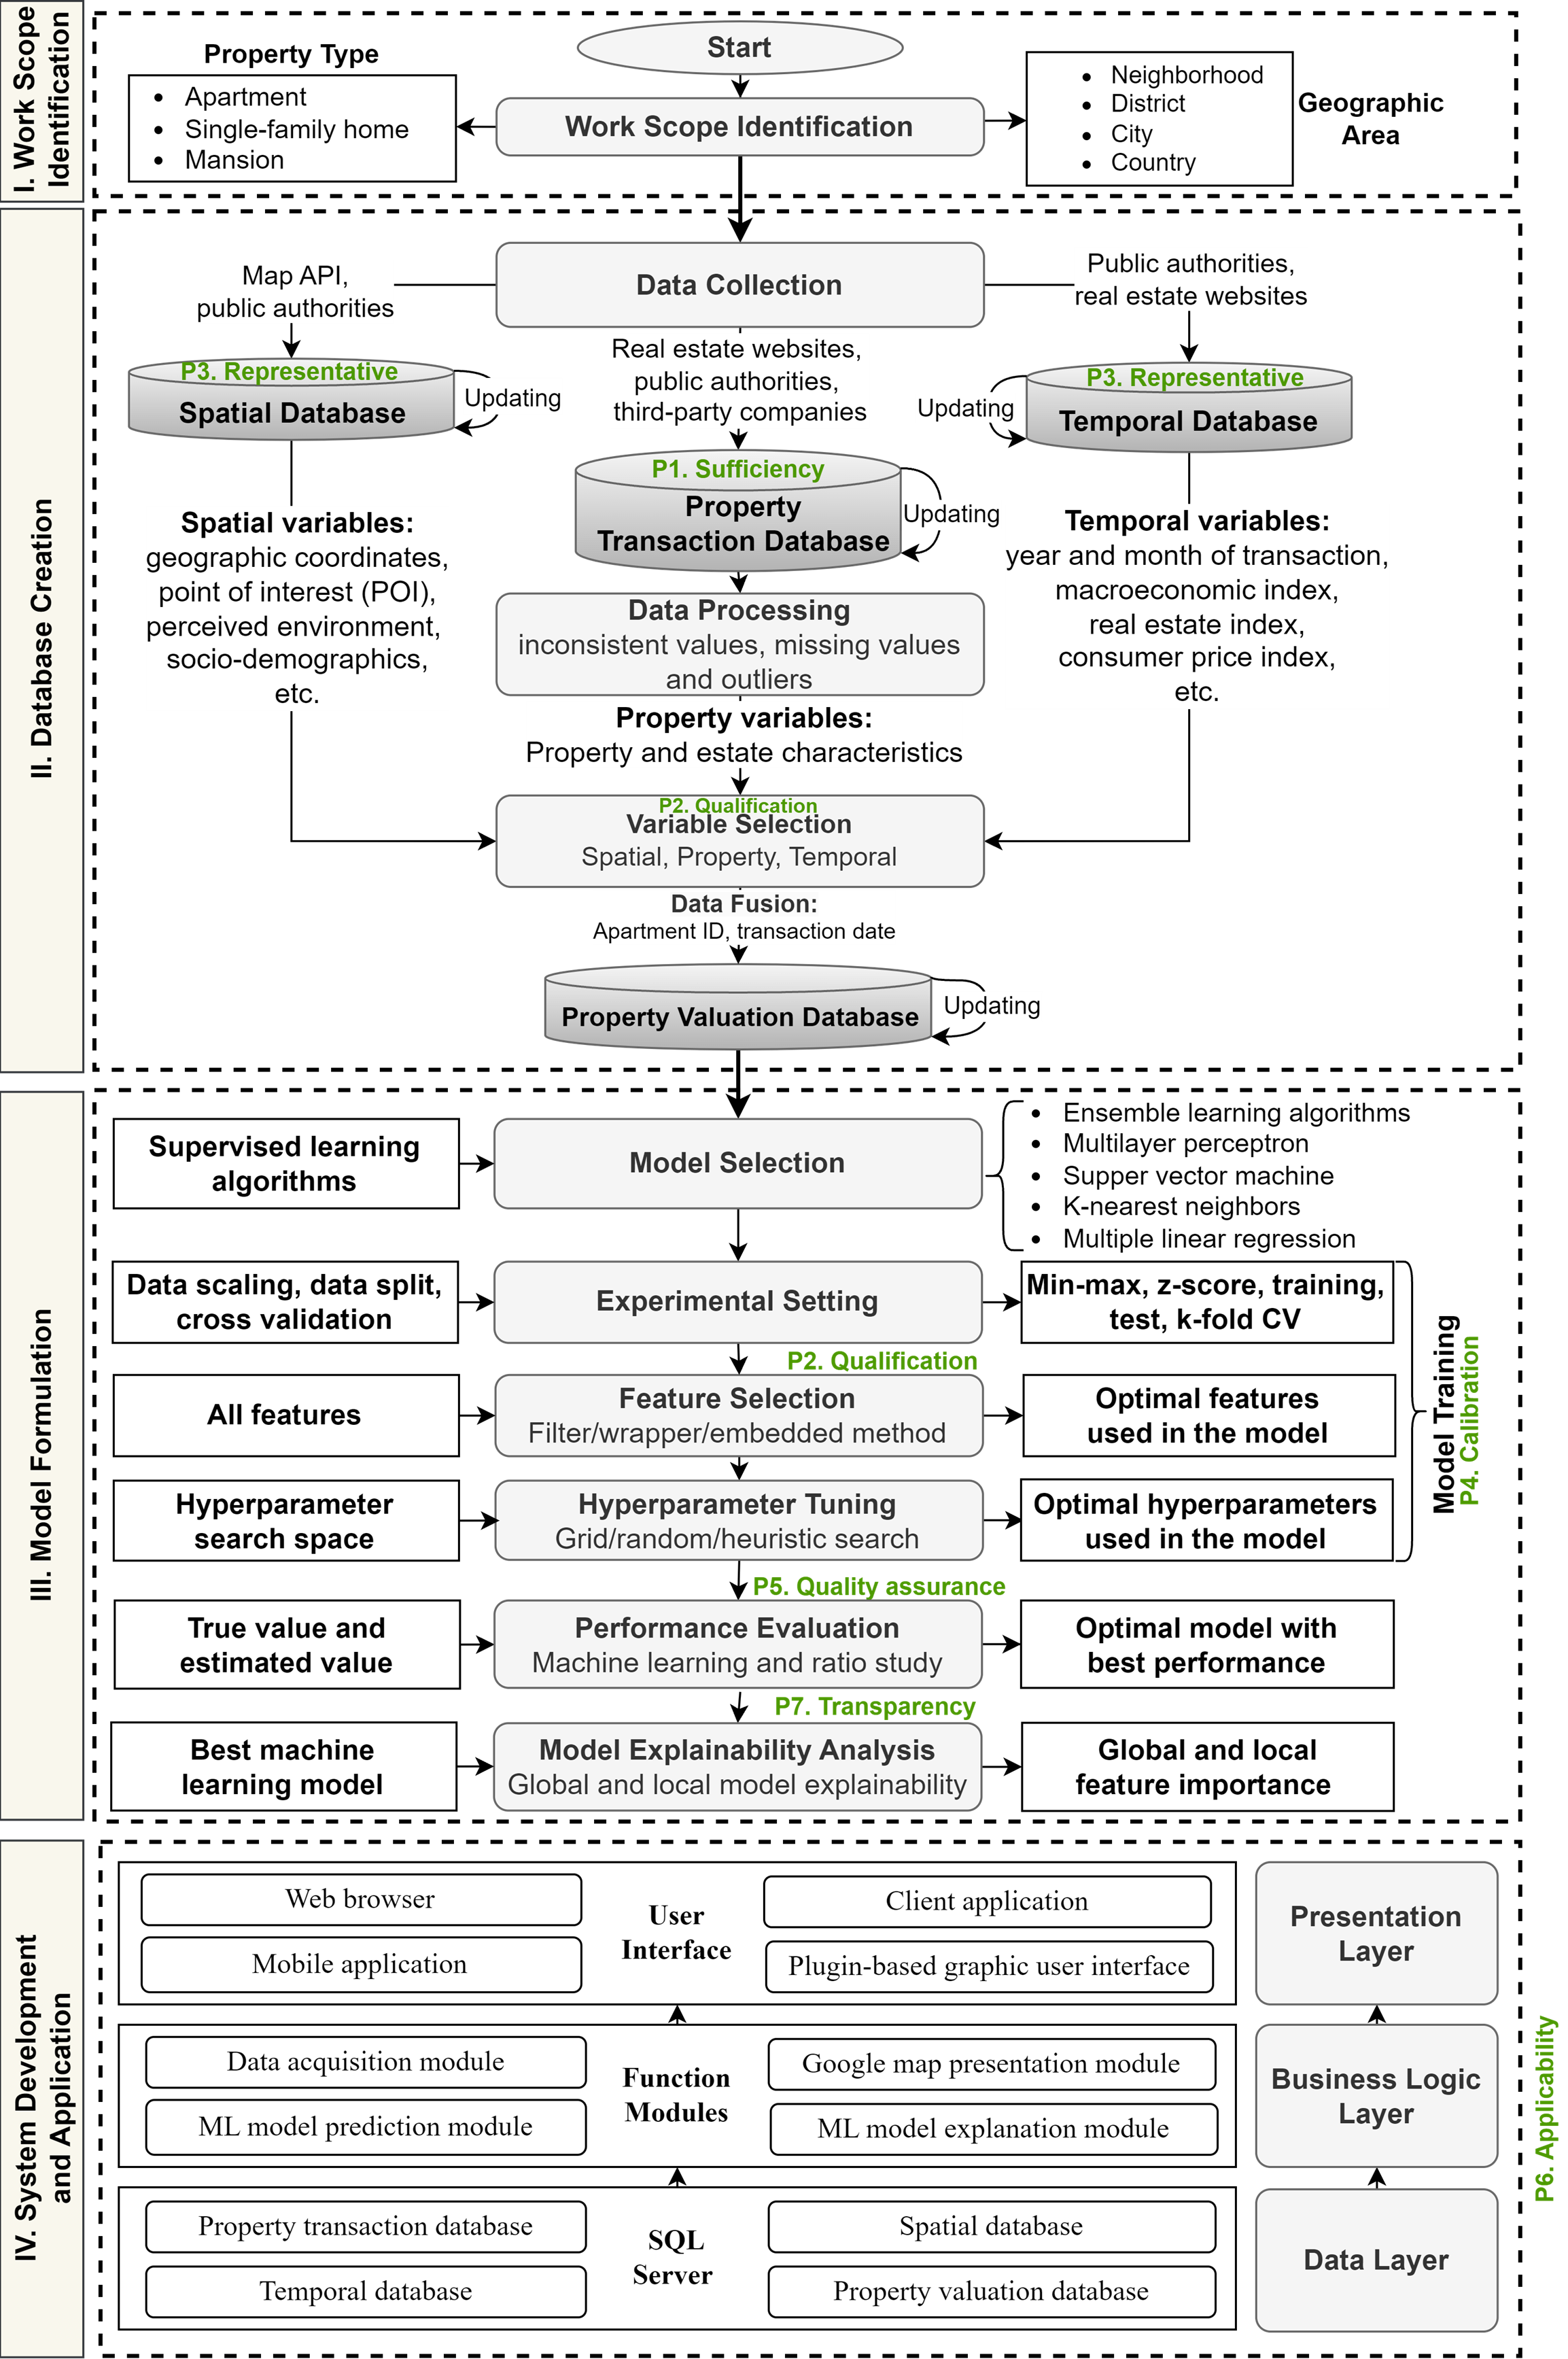 I. Work Scope
Identification
Start
Property Type
Apartment
Single-family home
Mansion
Work Scope Identification
Neighborhood
District
City
Country
Geographic
Area
II. Database Creation
Data Collection
Map API,
public authorities
Public authorities,
real estate websites
Real estate websites,
public authorities,
third-party companies
P3. Representative
Spatial Database
Updating
Updating
P3. Representative
Temporal Database
P1. Sufficiency
Property
Transaction Database
Updating
Spatial variables:
geographic coordinates,
point of interest (POI),
perceived environment,
socio-demographics,
etc.
Temporal variables:
year and month of transaction,
macroeconomic index,
real estate index,
consumer price index,
etc.
Data Processing
inconsistent values, missing values
and outliers
Property variables:
Property and estate characteristics
P2. Qualification
Variable Selection
Spatial, Property, Temporal
Data Fusion:
Apartment ID, transaction date
Property Valuation Database
Updating
III. Model Formulation
Supervised learning
algorithms
Model Selection
Ensemble learning algorithms
Multilayer perceptron
Supper vector machine
K-nearest neighbors
Multiple linear regression
Data scaling, data split,
cross validation
Experimental Setting
Min-max, z-score, training,
test, k-fold CV
P2. Qualification
All features
Feature Selection
Filter/wrapper/embedded method
Optimal features
used in the model
Hyperparameter
search space
Hyperparameter Tuning
Grid/random/heuristic search
Optimal hyperparameters
used in the model
Model Training
P4. Calibration
P5. Quality assurance
True value and
estimated value
Performance Evaluation
Machine learning and ratio study
Optimal model with
best performance
P7. Transparency
Best machine
learning model
Model Explainability Analysis
Global and local model explainability
Global and local
feature importance
IV. System Development
and Application
Web browser
Mobile application
User
Interface
Client application
Plugin-based graphic user interface
Presentation
Layer
Data acquisition module
ML model prediction module
Function
Modules
Google map presentation module
ML model explanation module
Business Logic
Layer
Property transaction database
Temporal database
SQL
Server
Spatial database
Property valuation database
Data Layer
P6. Applicability